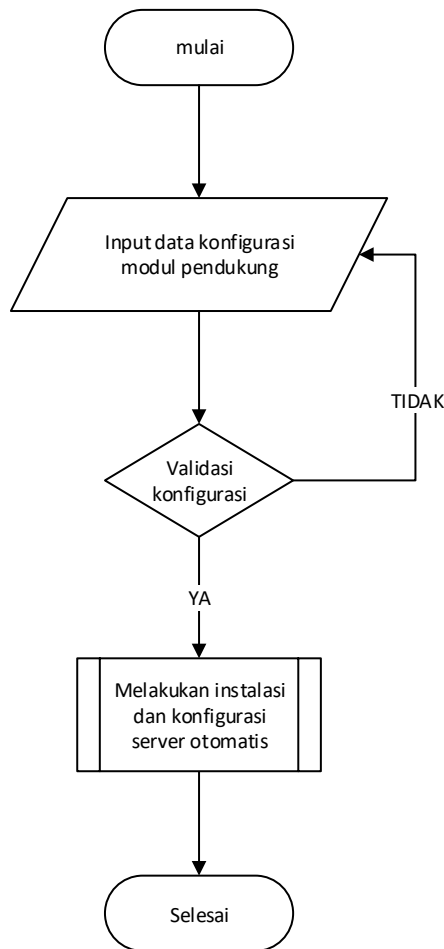 mulai
Input data konfigurasi
modul pendukung
TIDAK
Validasi
konfigurasi
YA
Melakukan instalasi
dan konfigurasi
server otomatis
Selesai